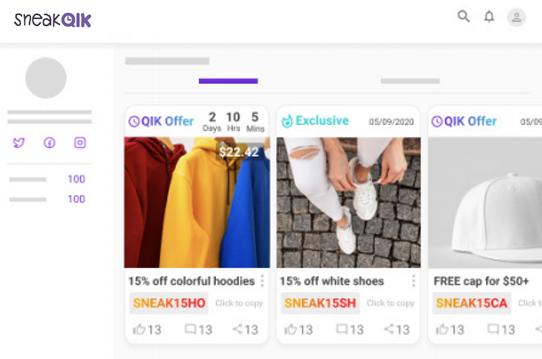 sneakQIK
100
100
QIK Offer
2 10 5
Days Hrs Mins
$22.42
15% off colorful hoodies
SNEAK15HO
Click to copy
13 13 13
Exclusive
05/09/2020
15% off white shoes
SNEAK15SH
Click to copy
13 13 13
QIK Offer
05/09
FREE cap for $50+
SNEAK15CA
Click to
13 13